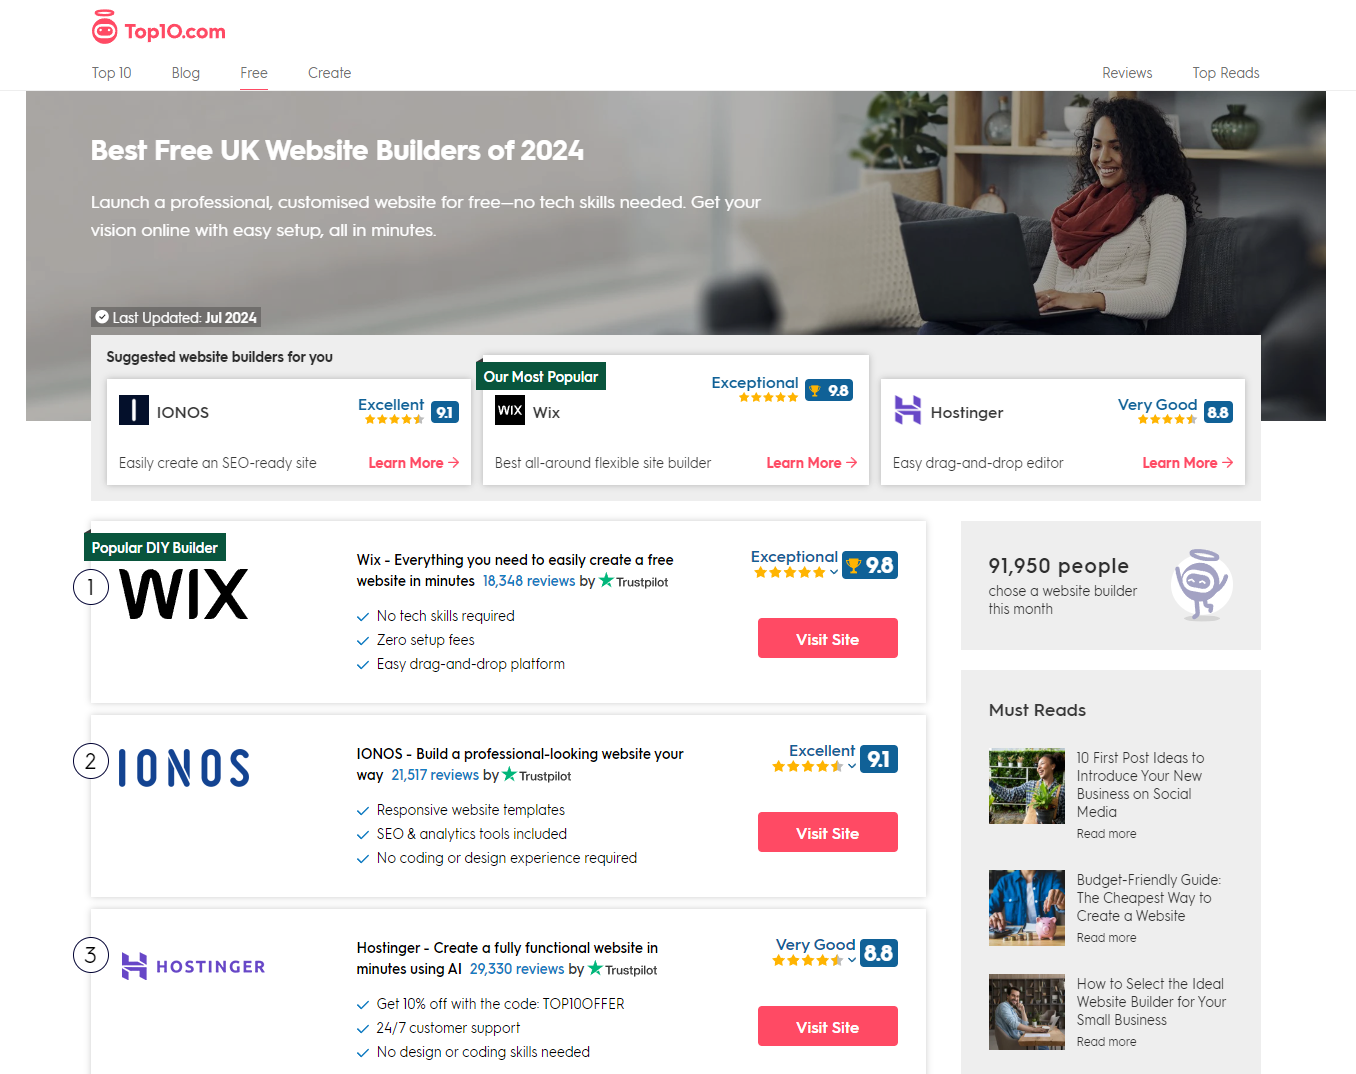 Top10.com
Top 10
Blog
Free
Create
Reviews
Top Reads
Best Free UK Website Builders of 2024
Launch a professional, customised website for free—no tech skills needed. Get your
vision online with easy setup, all in minutes.
Last Updated: Jul 2024
Suggested website builders for you
IONOS
Excellent
9.1
Easily create an SEO-ready site
Learn More
Our Most Popular
WIX
Wix
Exceptional
9.8
Best all-around flexible site builder
Learn More
Hostinger
Very Good
8.8
Easy drag-and-drop editor
Learn More
Popular DIY Builder
1
WIX
Wix - Everything you need to easily create a free
website in minutes 18,348 reviews by Trustpilot
No tech skills required
Zero setup fees
Easy drag-and-drop platform
Exceptional
9.8
Visit Site
2
IONOS
IONOS - Build a professional-looking website your
way 21,517 reviews by Trustpilot
Responsive website templates
SEO & analytics tools included
No coding or design experience required
Excellent
9.1
Visit Site
3
HOSTINGER
Hostinger - Create a fully functional website in
minutes using AI 29,330 reviews by Trustpilot
Get 10% off with the code: TOP10OFFER
24/7 customer support
No design or coding skills needed
Very Good
8.8
Visit Site
91,950 people
chose a website builder
this month
Must Reads
10 First Post Ideas to
Introduce Your New
Business on Social
Media
Read more
Budget-Friendly Guide:
The Cheapest Way to
Create a Website
Read more
How to Select the Ideal
Website Builder for Your
Small Business
Read more